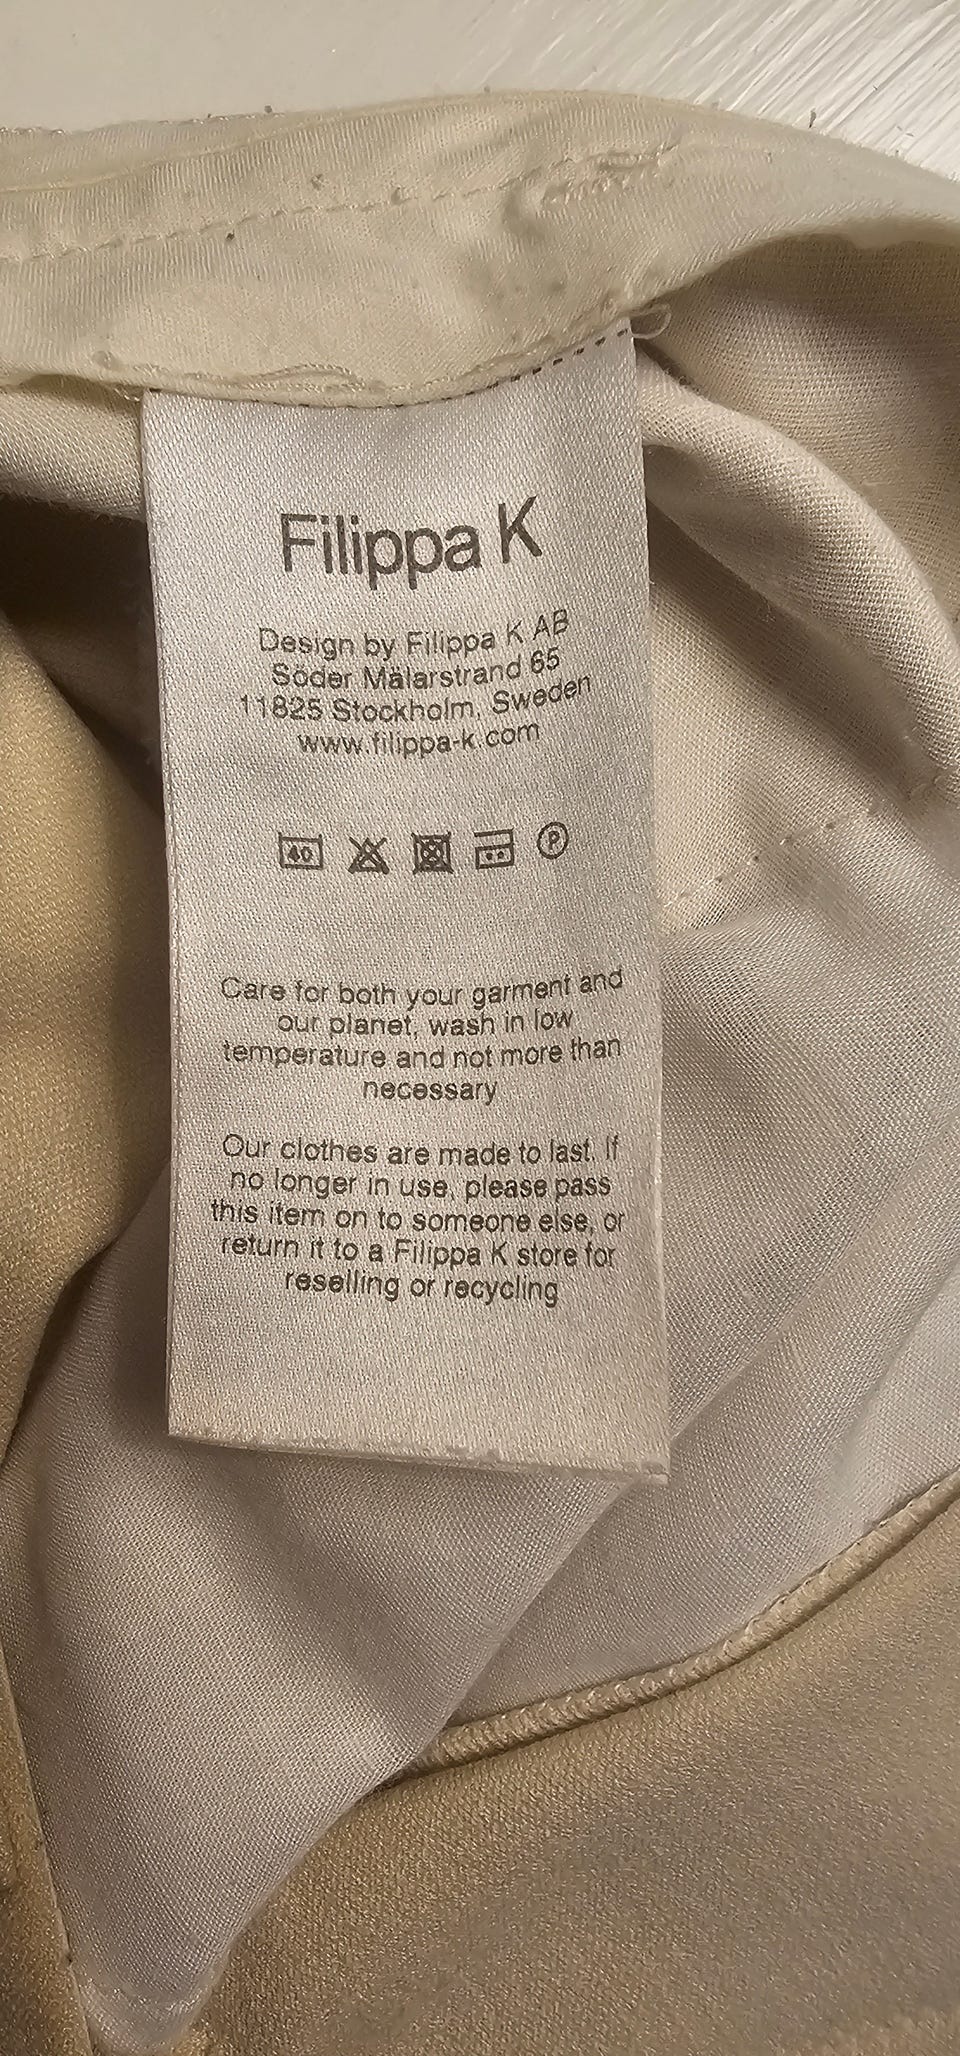 Filippa K
Design by Filippa K AB
Söder Mälarstrand 65
11825 Stockholm, Sweden
www.filippa-k.com
40 P
Care for both your garment and
our planet, wash in low
temperature and not more than
necessary
Our clothes are made to last. If
no longer in use, please pass
this item on to someone else, or
return it to a Filippa K store for
reselling or recycling